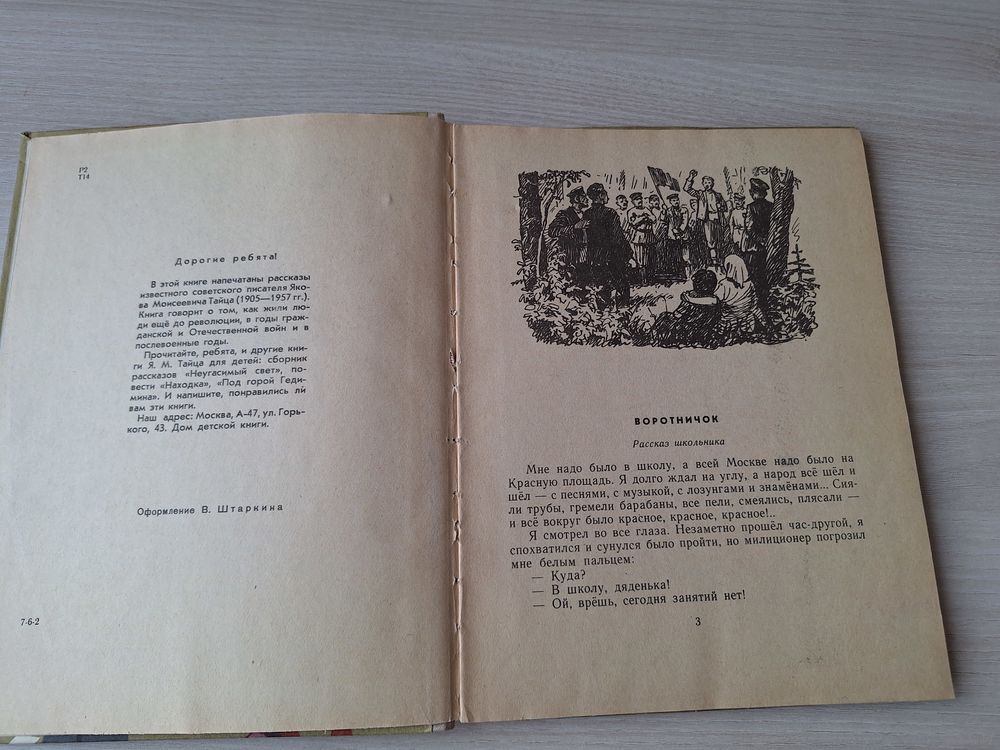 Р2
Т14
Дорогие ребята!
В этой книге напечатаны рассказы
известного советского писателя Яко-
ва Моисеевича Тайца (1905—1957 гг.).
Книга говорит о том, как жили лю-
ди ещё до революции, в годы граж-
данской и Отечественной войн и в
послевоенные годы.
Прочитайте, ребята, и другие кни-
ги Я. М. Тайца для детей: сборник
рассказов «Неугасимый свет», по-
вести «Находка», «Под горой Геди-
мина». И напишите, понравились ли
вам эти книги.
Наш адрес: Москва, А-47, ул. Горь-
кого, 43. Дом детской книги.
Оформление В. Штаркина
7-6-2
ВОРОТНИЧОК
Рассказ школьника
Мне надо было в школу, а всей Москве надо было на
Красную площадь. Я долго ждал на углу, а народ всё шёл и
шёл — с песнями, с музыкой, с лозунгами и знамёнами... Сия-
ли трубы, гремели барабаны, все пели, смеялись, плясали —
и всё вокруг было красное, красное, красное!..
Я смотрел во все глаза. Незаметно прошёл час-другой, я
спохватился и сунулся было пройти, но милиционер погрозил
мне белым пальцем:
— Куда?
— В школу, дяденька!
— Ой, врёшь, сегодня занятий нет!
3